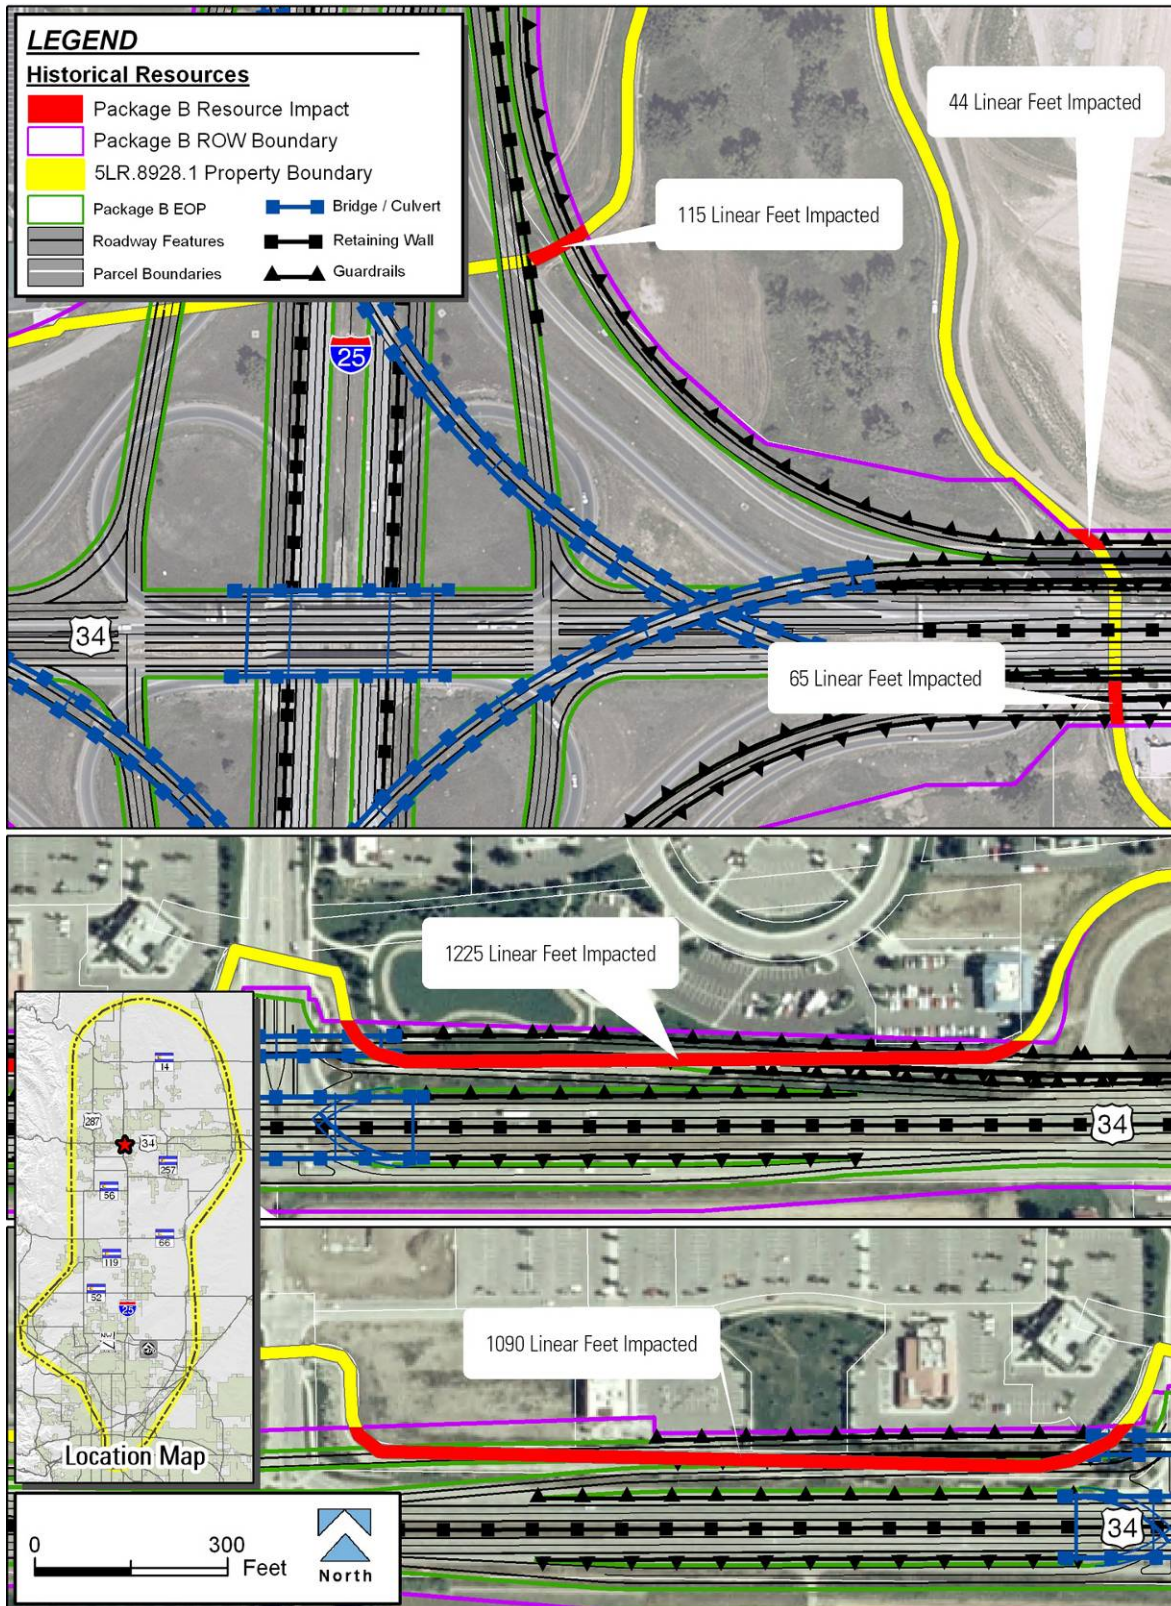 LEGEND
Historical Resources
Package B Resource Impact
Package B ROW Boundary
5LR.8928.1 Property Boundary
Package B EOP
Bridge / Culvert
Roadway Features
Retaining Wall
Parcel Boundaries
Guardrails
44 Linear Feet Impacted
115 Linear Feet Impacted
25
34
65 Linear Feet Impacted
1225 Linear Feet Impacted
34
14
287
34
257
56
66
119
52
25
Location Map
1090 Linear Feet Impacted
34
0 300
Feet
North